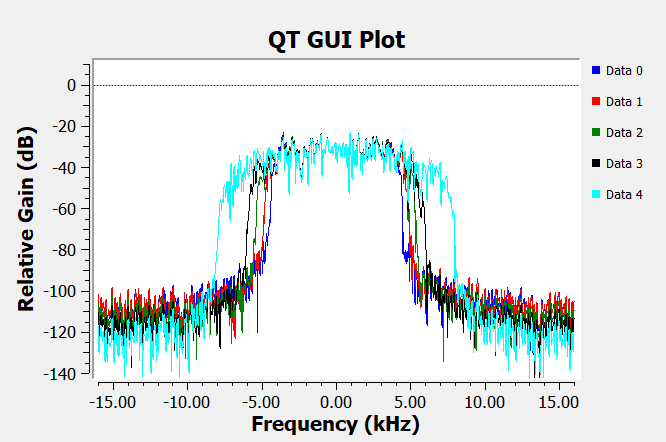 QT GUI Plot
Relative Gain (dB)
0
-20
-40
-60
-80
-100
-120
-140
-15.00 -10.00 -5.00 0.00 5.00 10.00 15.00
Frequency (kHz)
Data 0
Data 1
Data 2
Data 3
Data 4